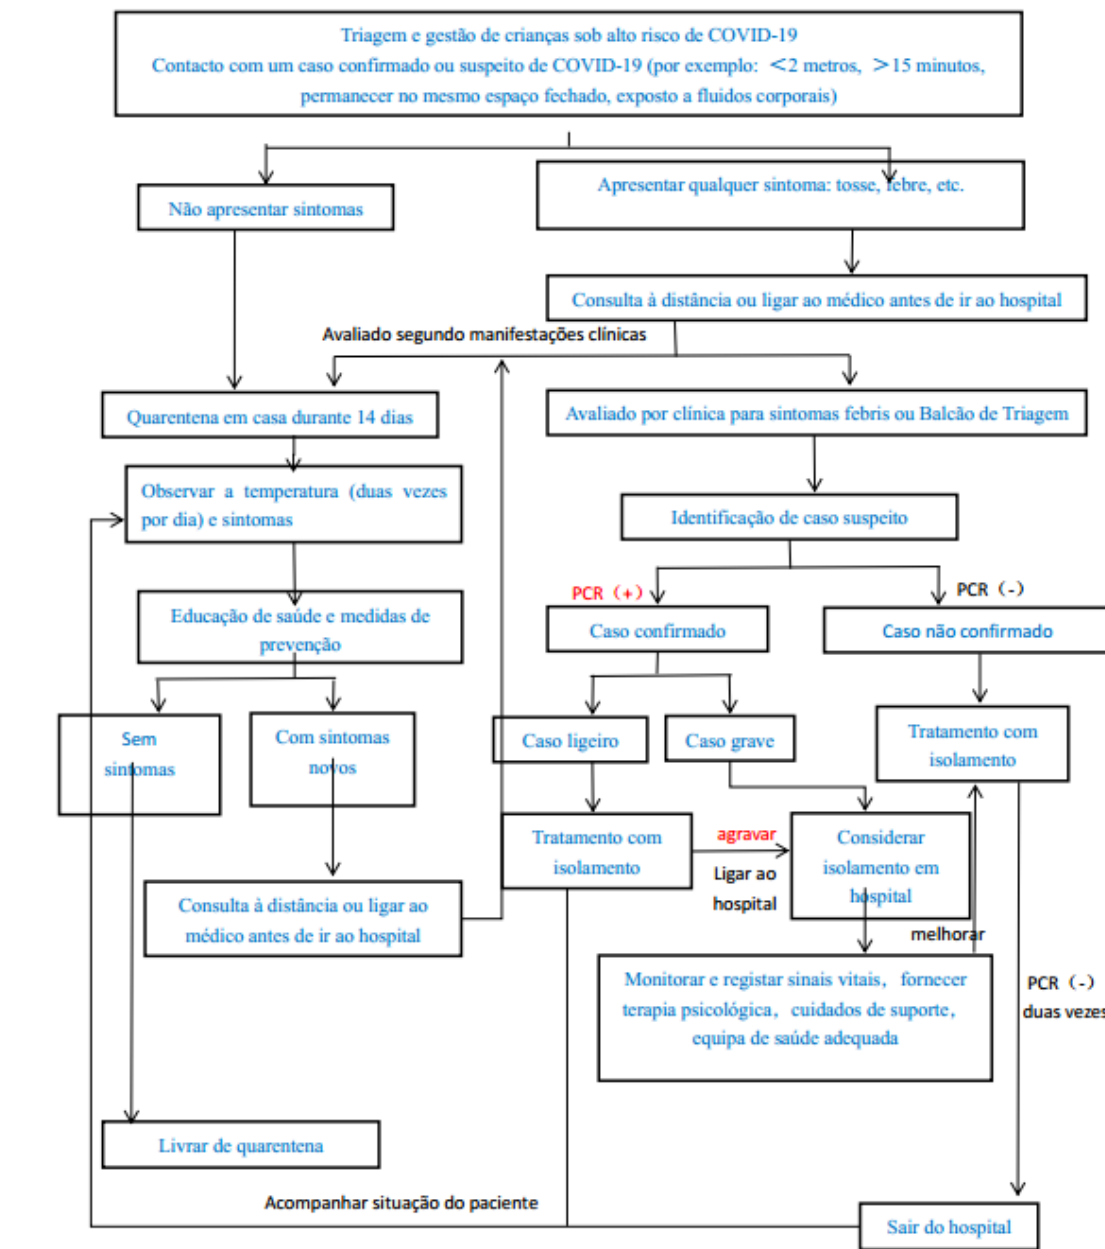 Triagem e gestão de crianças sob alto risco de COVID-19
Contacto com um caso confirmado ou suspeito de COVID-19 (por exemplo: <2 metros, >15 minutos,
permanecer no mesmo espaço fechado, exposto a fluidos corporais)
Não apresentar sintomas
Apresentar qualquer sintoma: tosse, febre, etc.
Consulta à distância ou ligar ao médico antes de ir ao hospital
Avaliado segundo manifestações clínicas
Quarentena em casa durante 14 dias
Avaliado por clínica para sintomas febris ou Balcão de Triagem
Observar a temperatura (duas vezes
por dia) e sintomas
Identificação de caso suspeito
PCR (+)
PCR (-)
Educação de saúde e medidas de
prevenção
Caso confirmado
Caso não confirmado
Sem
sintomas
Com sintomas
novos
Caso ligeiro
Caso grave
Tratamento com
isolamento
Tratamento com
isolamento
agravar
Ligar ao
hospital
Considerar
isolamento em
hospital
Consulta à distância ou ligar ao
médico antes de ir ao hospital
melhorar
Monitorar e registar sinais vitais, fornecer
terapia psicológica, cuidados de suporte,
equipa de saúde adequada
PCR (-)
duas vezes
Livrar de quarentena
Acompanhar situação do paciente
Sair do hospital